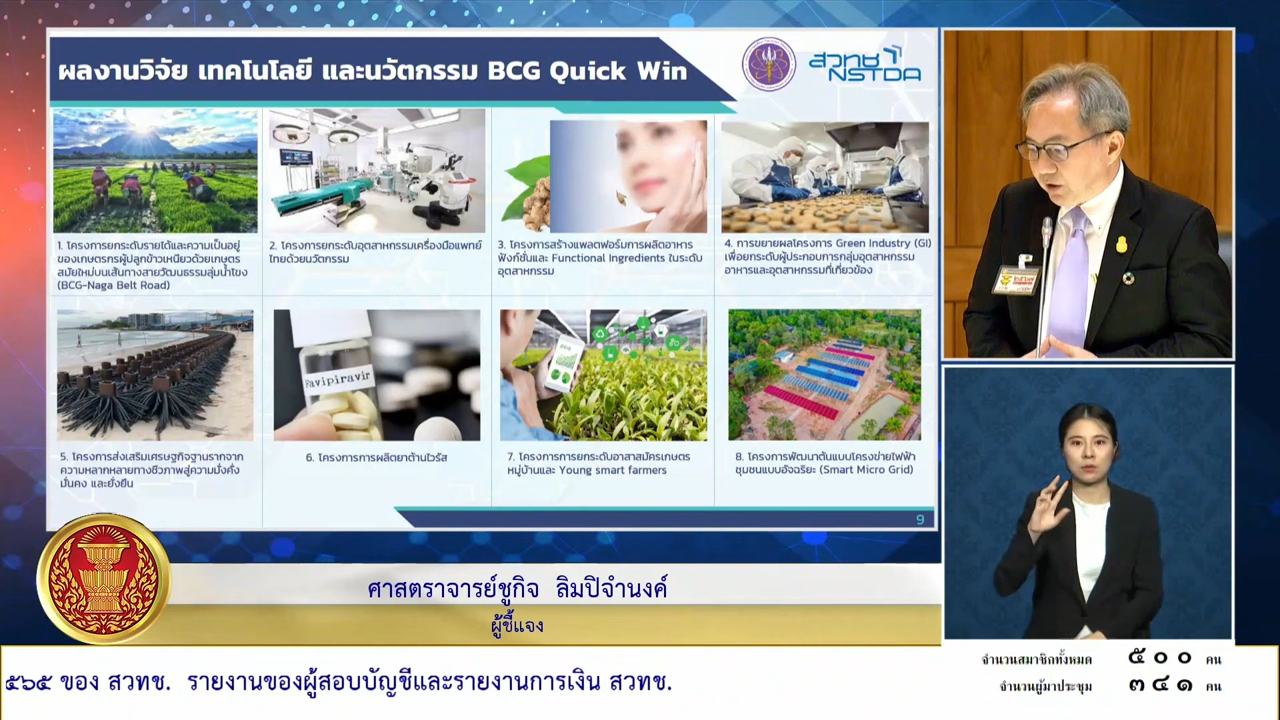 ผลงานวิจัย เทคโนโลยี และนวัตกรรม BCG Quick Win
สวทช
NSTDA
1. โครงการยกระดับรายได้และความเป็นอยู่
ของเกษตรกรผู้ปลูกข้าวเหนียวด้วยเกษตร
สมัยใหม่บนเส้นทางสายวัฒนธรรมลุ่มน้ำโขง
(BCG-Naga Belt Road)
2. โครงการยกระดับอุตสาหกรรมเครื่องมือแพทย์
ไทยด้วยนวัตกรรม
3. โครงการสร้างแพลตฟอร์มการผลิตอาหาร
ฟังก์ชั่นและ Functional Ingredients ในระดับ
อุตสาหกรรม
4. การขยายผลโครงการ Green Industry (GI)
เพื่อยกระดับผู้ประกอบการกลุ่มอุตสาหกรรม
อาหารและอุตสาหกรรมที่เกี่ยวข้อง
Favipiravir
5. โครงการส่งเสริมเศรษฐกิจฐานรากจาก
ความหลากหลายทางชีวภาพสู่ความมั่งคั่ง
มั่นคง และยั่งยืน
6. โครงการการผลิตยาต้านไวรัส
7. โครงการการยกระดับอาสาสมัครเกษตร
หมู่บ้านและ Young smart farmers
8. โครงการพัฒนาต้นแบบโครงข่ายไฟฟ้า
ชุมชนแบบอัจฉริยะ (Smart Micro Grid)
9
ศาสตราจารย์ชูกิจ ลิมปิจำนงค์
ผู้ชี้แจง
๕๖๕ ของ สวทช. รายงานของผู้สอบบัญชีและรายงานการเงิน สวทช.
จำนวนสมาชิกทั้งหมด ๕๐๐ คน
จำนวนผู้มาประชุม ๓๔๑ คน